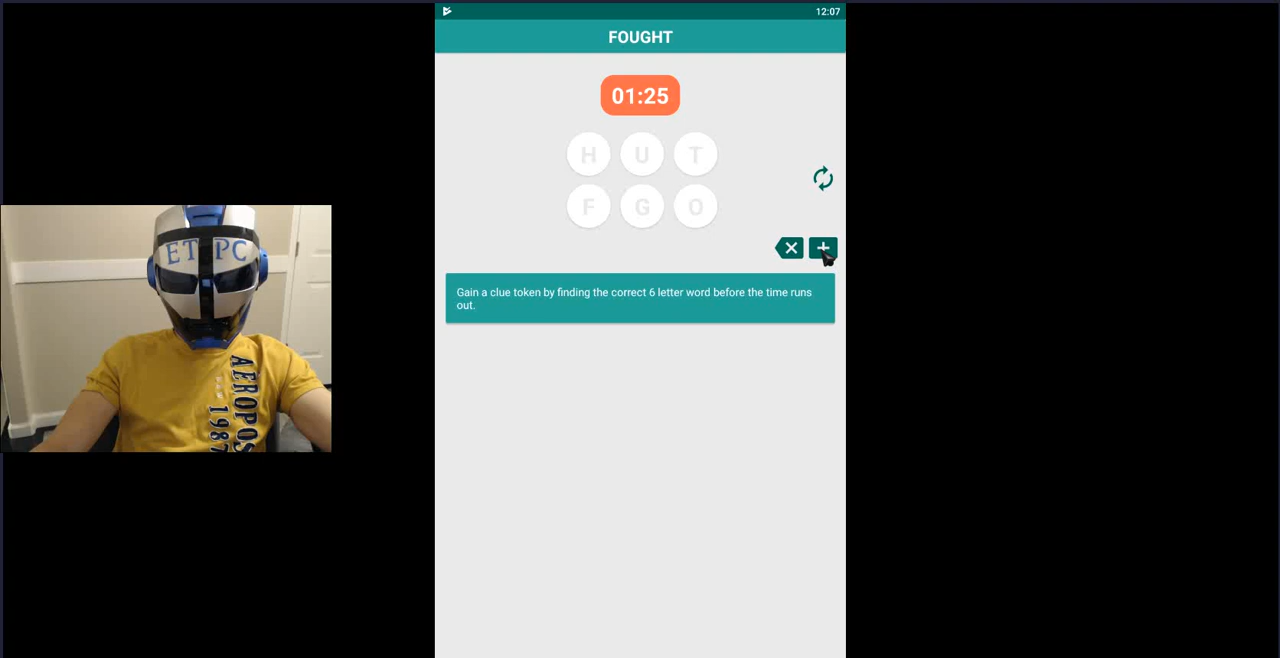 12:07
FOUGHT
01:25
H U T
F G O
Gain a clue token by finding the correct 6 letter word before the time runs
out.
ET PC
AEROPOS
1987